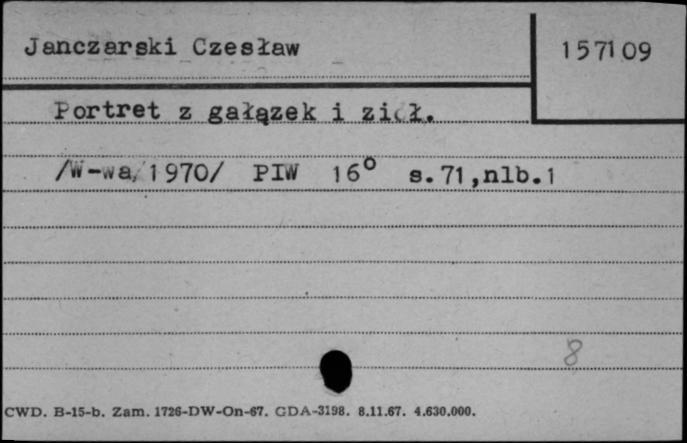 Janczarski Czesław
157109
Portret z gałązek i ziół.
/W-wa/1970/ PIW 16° s.71,nlb.1
8
CWD. B-15-b. Zam. 1726-DW-On-67. GDA-3198. 8.11.67. 4.630.000.